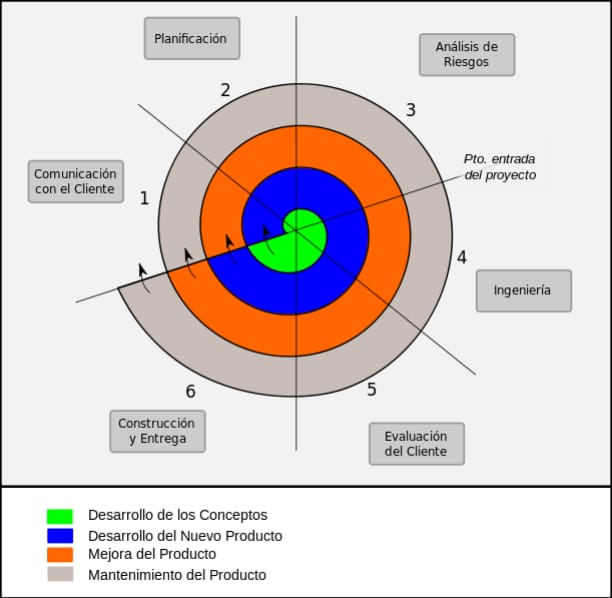 Planificación
Análisis de
Riesgos
2
3
Pto. entrada
del proyecto
Comunicación
con el Cliente
1
4
Ingeniería
6
5
Construcción
y Entrega
Evaluación
del Cliente
Desarrollo de los Conceptos
Desarrollo del Nuevo Producto
Mejora del Producto
Mantenimiento del Producto